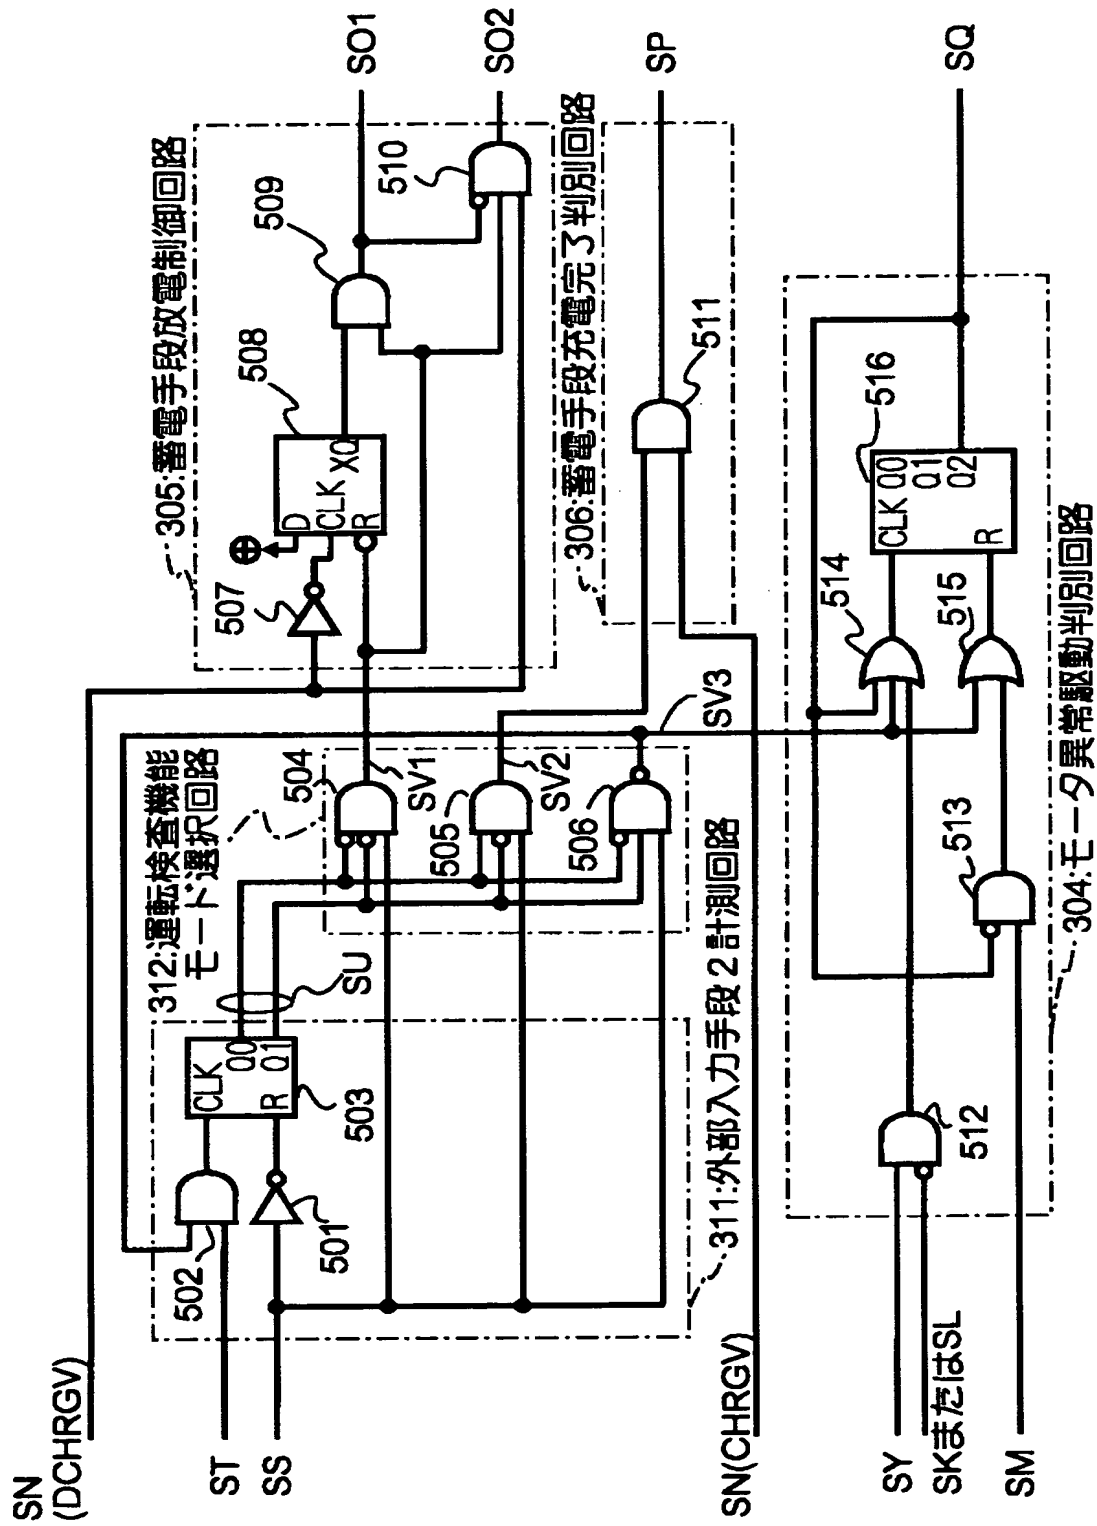 SN
(DCHRGV)
ST
SS
SN(CHRGV)
SY
SKまたはSL
SM
502
501
CLK
R
Q0
Q1
503
SU
311:外部入力手段2計測回路
312:運転検査機能
モード選択回路
504
505
506
SV1
SV2
SV3
305:蓄電手段放電制御回路
507
D
CLK
R
XQ
508
509
510
SO1
SO2
306:蓄電手段充電完了判別回路
511
SP
304:モータ異常駆動判別回路
512
513
514
515
CLK
R
Q0
Q1
Q2
516
SQ